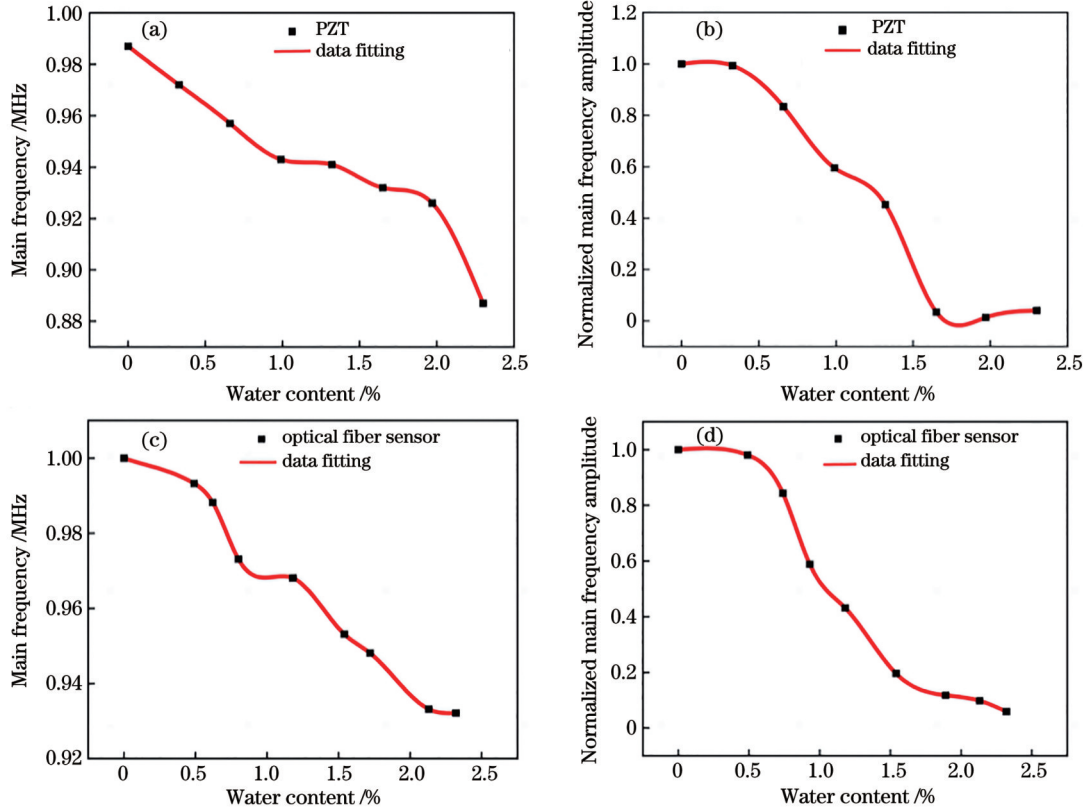 (a)
PZT
data fitting
Main frequency /MHz
1.00
0.98
0.96
0.94
0.92
0.90
0.88
0 0.5 1.0 1.5 2.0 2.5
Water content /%
(b)
PZT
data fitting
Normalized main frequency amplitude
1.2
1.0
0.8
0.6
0.4
0.2
0
0 0.5 1.0 1.5 2.0 2.5
Water content /%
(c)
optical fiber sensor
data fitting
Main frequency /MHz
1.00
0.98
0.96
0.94
0.92
0 0.5 1.0 1.5 2.0 2.5
Water content /%
(d)
optical fiber sensor
data fitting
Normalized main frequency amplitude
1.0
0.8
0.6
0.4
0.2
0
0 0.5 1.0 1.5 2.0 2.5
Water content /%